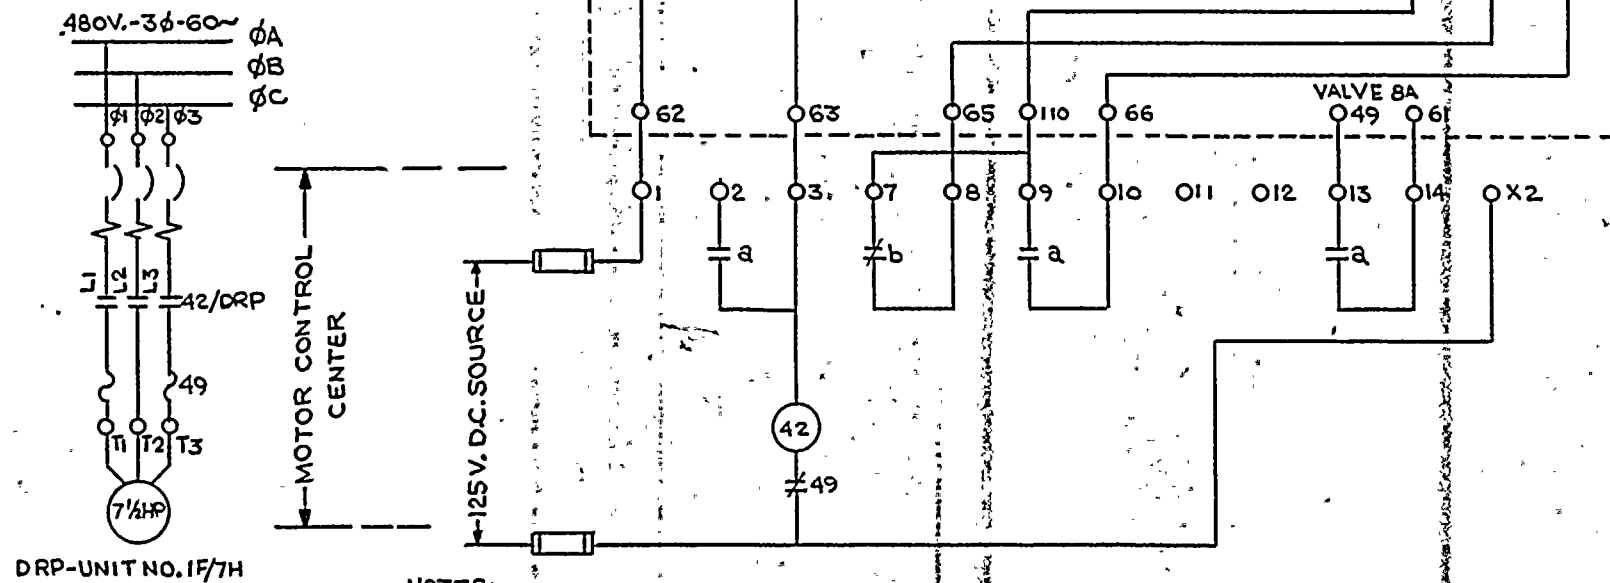 480V.-3ϕ-60~
ϕA
ϕB
ϕC
ϕ1 ϕ2 ϕ3
62
63
65
110
66
VALVE 8A
49 6
1
2
3
7
8
9
10
11
12
13
14
X2
a
b
a
a
L1
L2
L3
42/DRP
49
T1 T2 T3
7½HP
DRP-UNIT NO. 1F/7H
MOTOR CONTROL
CENTER
125V. D.C. SOURCE
42
49